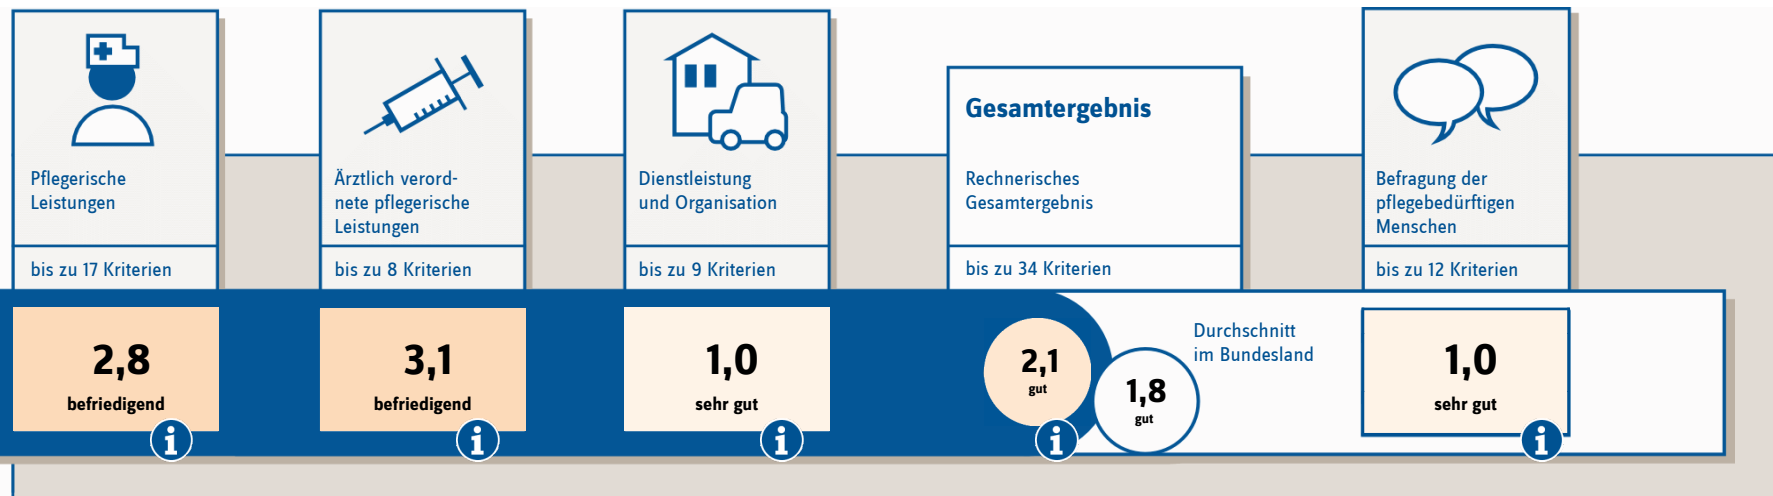 Pflegerische
Leistungen
bis zu 17 Kriterien
2,8
befriedigend
i
Ärztlich verord-
nete pflegerische
Leistungen
bis zu 8 Kriterien
3,1
befriedigend
i
Dienstleistung
und Organisation
bis zu 9 Kriterien
1,0
sehr gut
i
Gesamtergebnis
Rechnerisches
Gesamtergebnis
bis zu 34 Kriterien
2,1
gut
i
1,8
gut
Durchschnitt
im Bundesland
Befragung der
pflegebedürftigen
Menschen
bis zu 12 Kriterien
1,0
sehr gut
i